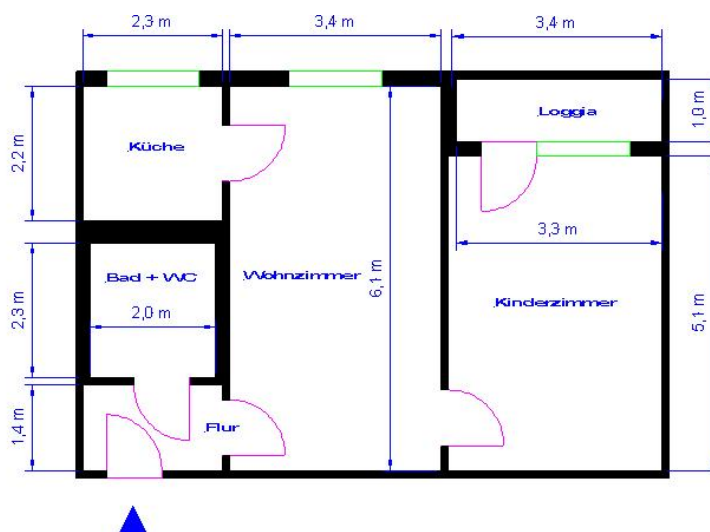 2,3 m
3,4 m
3,4 m
Loggia
1,0 m
Küche
2,2 m
3,3 m
Bad + WC
Wohnzimmer
6,1 m
Kinderzimmer
2,3 m
2,0 m
5,1 m
Flur
1,4 m